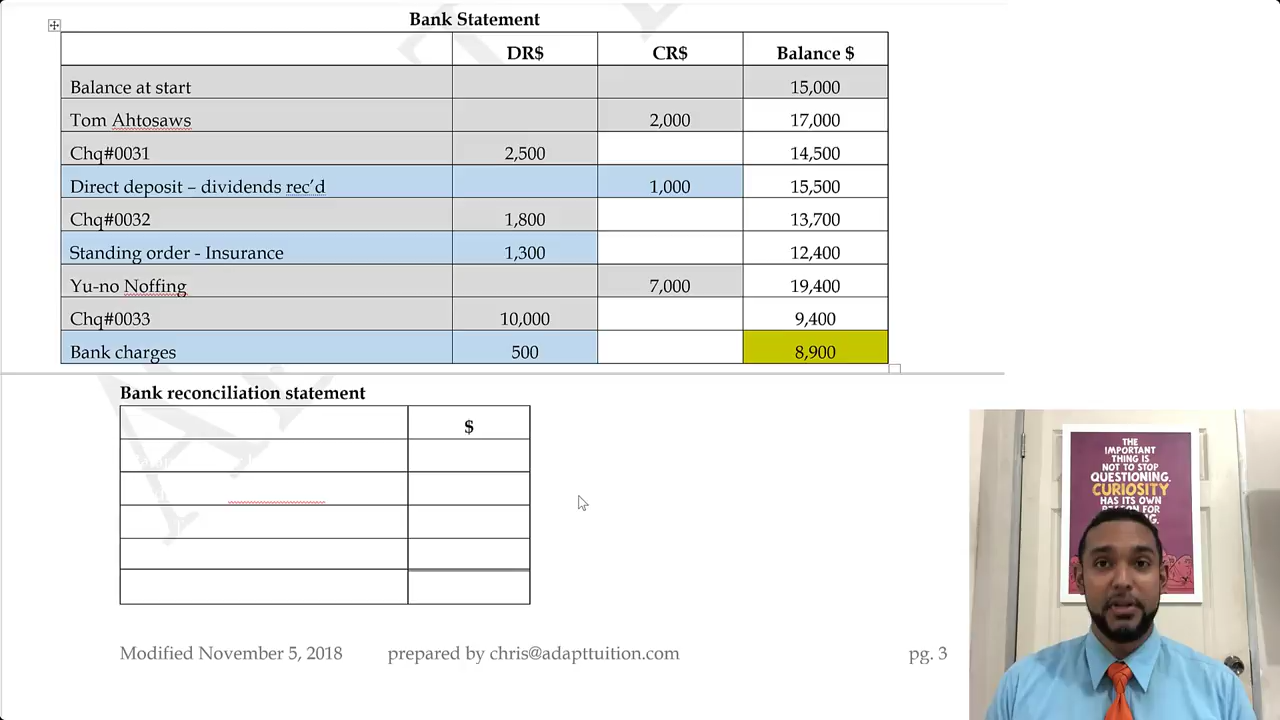 Bank Statement
DR$ CR$ Balance $
Balance at start 15,000
Tom Ahtosaws 2,000 17,000
Chq#0031 2,500 14,500
Direct deposit – dividends rec’d 1,000 15,500
Chq#0032 1,800 13,700
Standing order - Insurance 1,300 12,400
Yu-no Noffing 7,000 19,400
Chq#0033 10,000 9,400
Bank charges 500 8,900
Bank reconciliation statement
$
THE
IMPORTANT
THING IS
NOT TO STOP
QUESTIONING.
CURIOSITY
HAS ITS OWN
FOR
Modified November 5, 2018 prepared by chris@adapttuition.com pg. 3